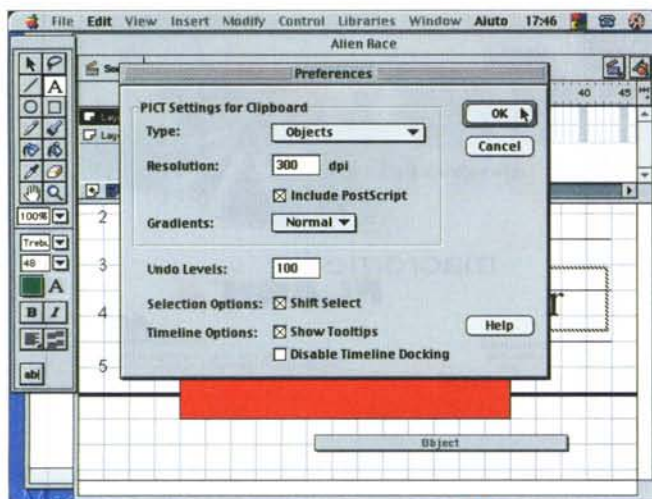 File Edit View Insert Modify Control Libraries Window Aiuto 17:46
Alien Race
Preferences
40 45
PICT Settings for Clipboard
OK
Type: Objects
Cancel
Resolution: 300 dpi
Include PostScript
100%
2
Gradients: Normal
48
3
Undo Levels: 100
A
Selection Options: Shift Select
B I
4
Timeline Options: Show Tooltips
Help
r
Disable Timeline Docking
5
abl
Object